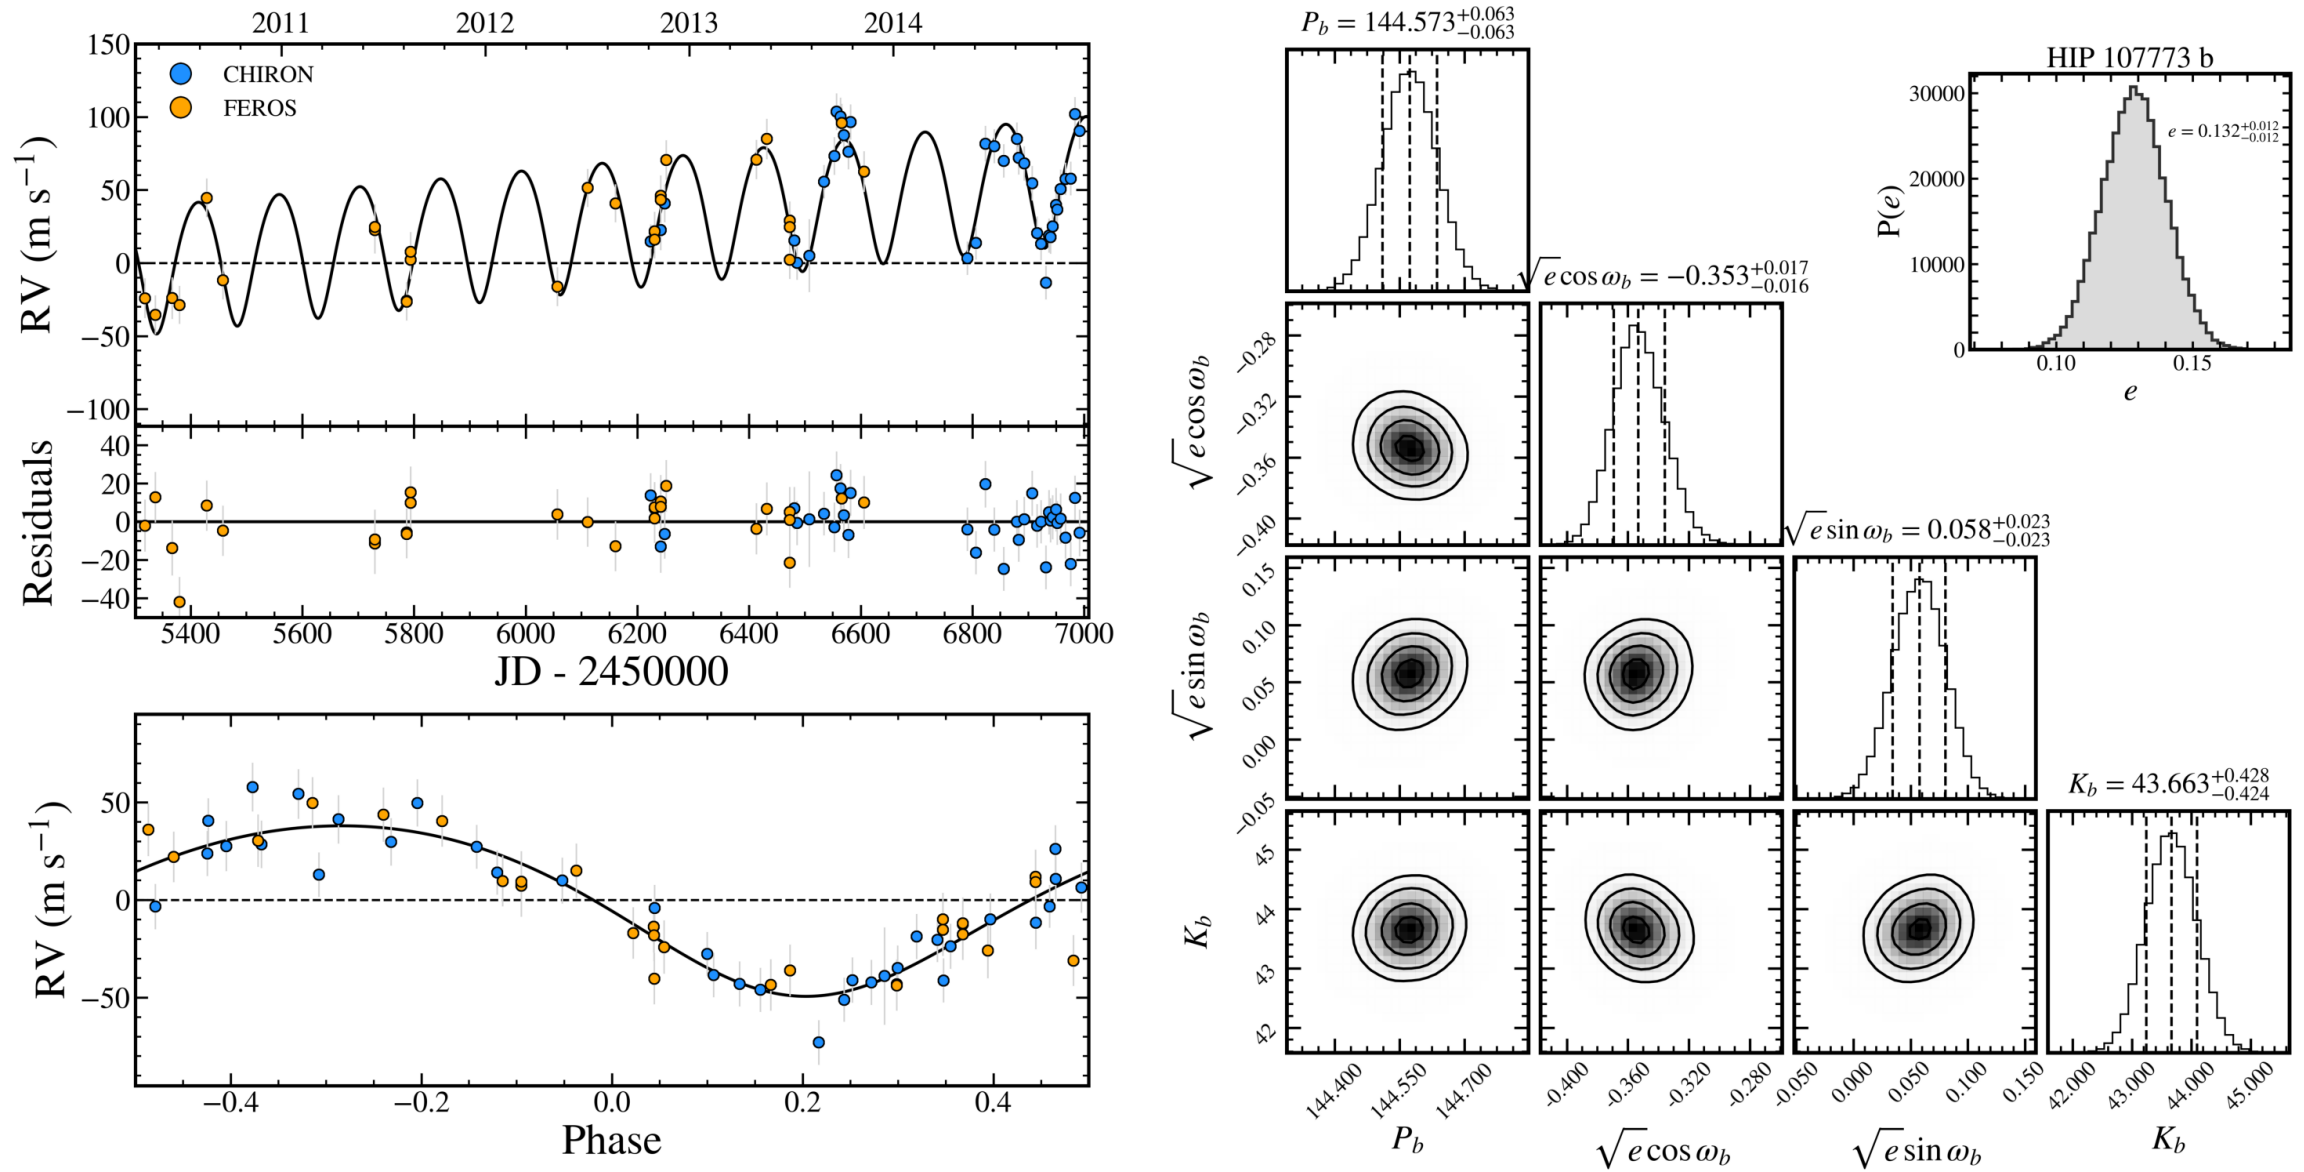 2011 2012 2013 2014
150
CHIRON
FEROS
100
50
0
−50
−100
RV (m s⁻¹)
40
20
0
−20
−40
Residuals
5400 5600 5800 6000 6200 6400 6600 6800 7000
JD - 2450000
50
0
−50
RV (m s⁻¹)
−0.4 −0.2 0.0 0.2 0.4
Phase
P_b = 144.573^{+0.063}_{−0.063}
√e cos ω_b = −0.353^{+0.017}_{−0.016}
√e sin ω_b = 0.058^{+0.023}_{−0.023}
K_b = 43.663^{+0.428}_{−0.424}
−0.28
−0.32
−0.36
−0.40
√e cos ω_b
0.15
0.10
0.05
0.00
−0.05
√e sin ω_b
45
44
43
42
K_b
144.400 144.550 144.700
P_b
-0.400 -0.360 -0.320 -0.280
√e cos ω_b
-0.050 0.000 0.050 0.100 0.150
√e sin ω_b
42.000 43.000 44.000 45.000
K_b
HIP 107773 b
30000
20000
10000
0
P(e)
e = 0.132^{+0.012}_{−0.012}
0.10 0.15
e